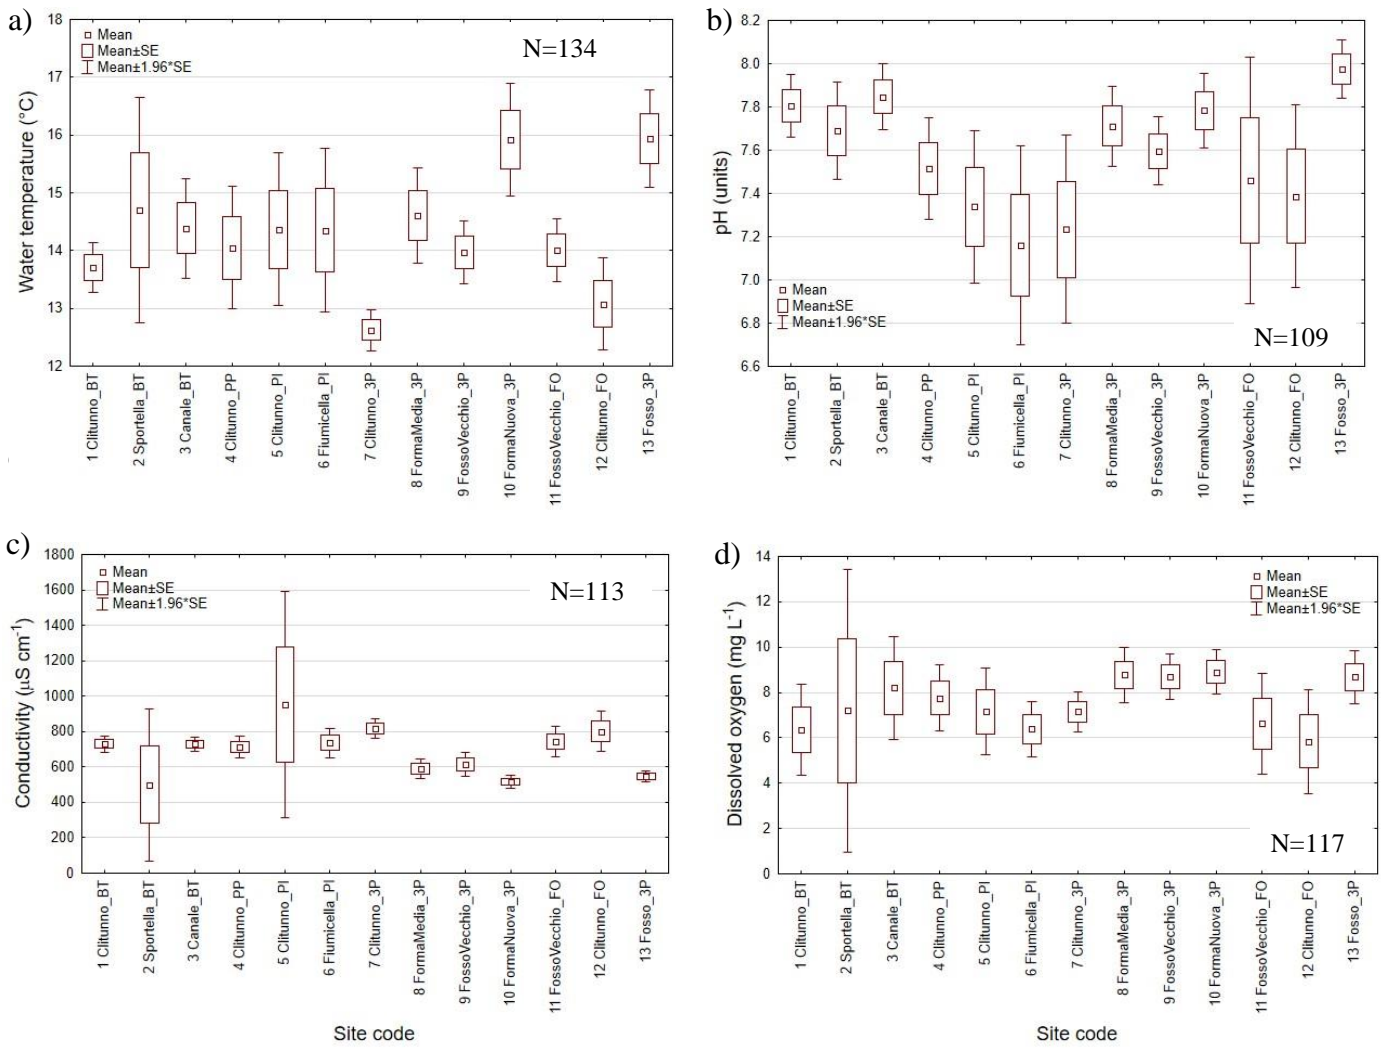 a)
18
17
16
15
14
13
12
Water temperature (°C)
Mean
Mean±SE
Mean±1.96*SE
N=134
1 Clitunno_BT
2 Sportella_BT
3 Canale_BT
4 Clitunno_PP
5 Clitunno_PI
6 Fiumicella_PI
7 Clitunno_3P
8 FormaMedia_3P
9 FossoVecchio_3P
10 FormaNuova_3P
11 FossoVecchio_FO
12 Clitunno_FO
13 Fosso_3P
b)
8.2
8.0
7.8
7.6
7.4
7.2
7.0
6.8
6.6
pH (units)
Mean
Mean±SE
Mean±1.96*SE
N=109
1 Clitunno_BT
2 Sportella_BT
3 Canale_BT
4 Clitunno_PP
5 Clitunno_PI
6 Fiumicella_PI
7 Clitunno_3P
8 FormaMedia_3P
9 FossoVecchio_3P
10 FormaNuova_3P
11 FossoVecchio_FO
12 Clitunno_FO
13 Fosso_3P
c)
1800
1600
1400
1200
1000
800
600
400
200
0
Conductivity (μS cm⁻¹)
Mean
Mean±SE
Mean±1.96*SE
N=113
1 Clitunno_BT
2 Sportella_BT
3 Canale_BT
4 Clitunno_PP
5 Clitunno_PI
6 Fiumicella_PI
7 Clitunno_3P
8 FormaMedia_3P
9 FossoVecchio_3P
10 FormaNuova_3P
11 FossoVecchio_FO
12 Clitunno_FO
13 Fosso_3P
Site code
d)
14
12
10
8
6
4
2
0
Dissolved oxygen (mg L⁻¹)
Mean
Mean±SE
Mean±1.96*SE
N=117
1 Clitunno_BT
2 Sportella_BT
3 Canale_BT
4 Clitunno_PP
5 Clitunno_PI
6 Fiumicella_PI
7 Clitunno_3P
8 FormaMedia_3P
9 FossoVecchio_3P
10 FormaNuova_3P
11 FossoVecchio_FO
12 Clitunno_FO
13 Fosso_3P
Site code